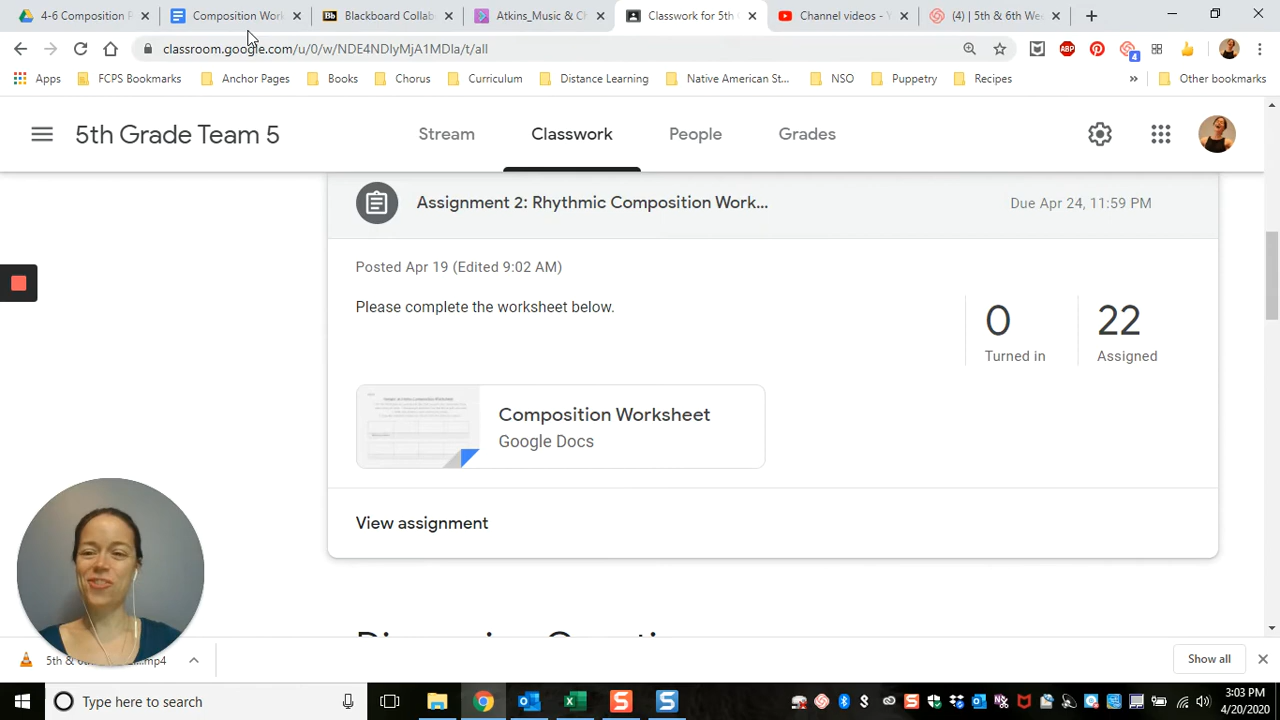 4-6 Composition P
Composition Work
Blackboard Collab
Atkins_Music & Ch
Classwork for 5th G
Channel videos - Y
(4) | 5th & 6th Wee
classroom.google.com/u/0/w/NDE4NDIyMjA1MDla/t/all
Apps
FCPS Bookmarks
Anchor Pages
Books
Chorus
Curriculum
Distance Learning
Native American St...
NSO
Puppetry
Recipes
Other bookmarks
5th Grade Team 5
Stream
Classwork
People
Grades
Assignment 2: Rhythmic Composition Work...
Due Apr 24, 11:59 PM
Posted Apr 19 (Edited 9:02 AM)
Please complete the worksheet below.
0
Turned in
22
Assigned
Composition Worksheet
Google Docs
View assignment
.mp4
Show all
Type here to search
3:03 PM
4/20/2020